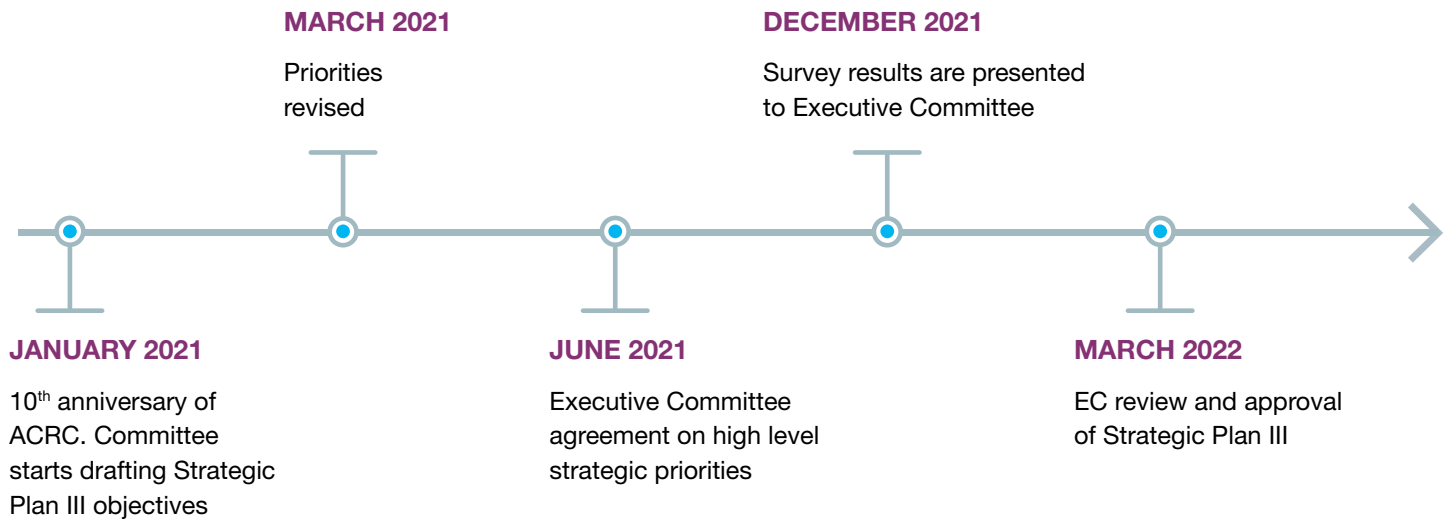 MARCH 2021
Priorities
revised
DECEMBER 2021
Survey results are presented
to Executive Committee
JANUARY 2021
10th anniversary of
ACRC. Committee
starts drafting Strategic
Plan III objectives
JUNE 2021
Executive Committee
agreement on high level
strategic priorities
MARCH 2022
EC review and approval
of Strategic Plan III